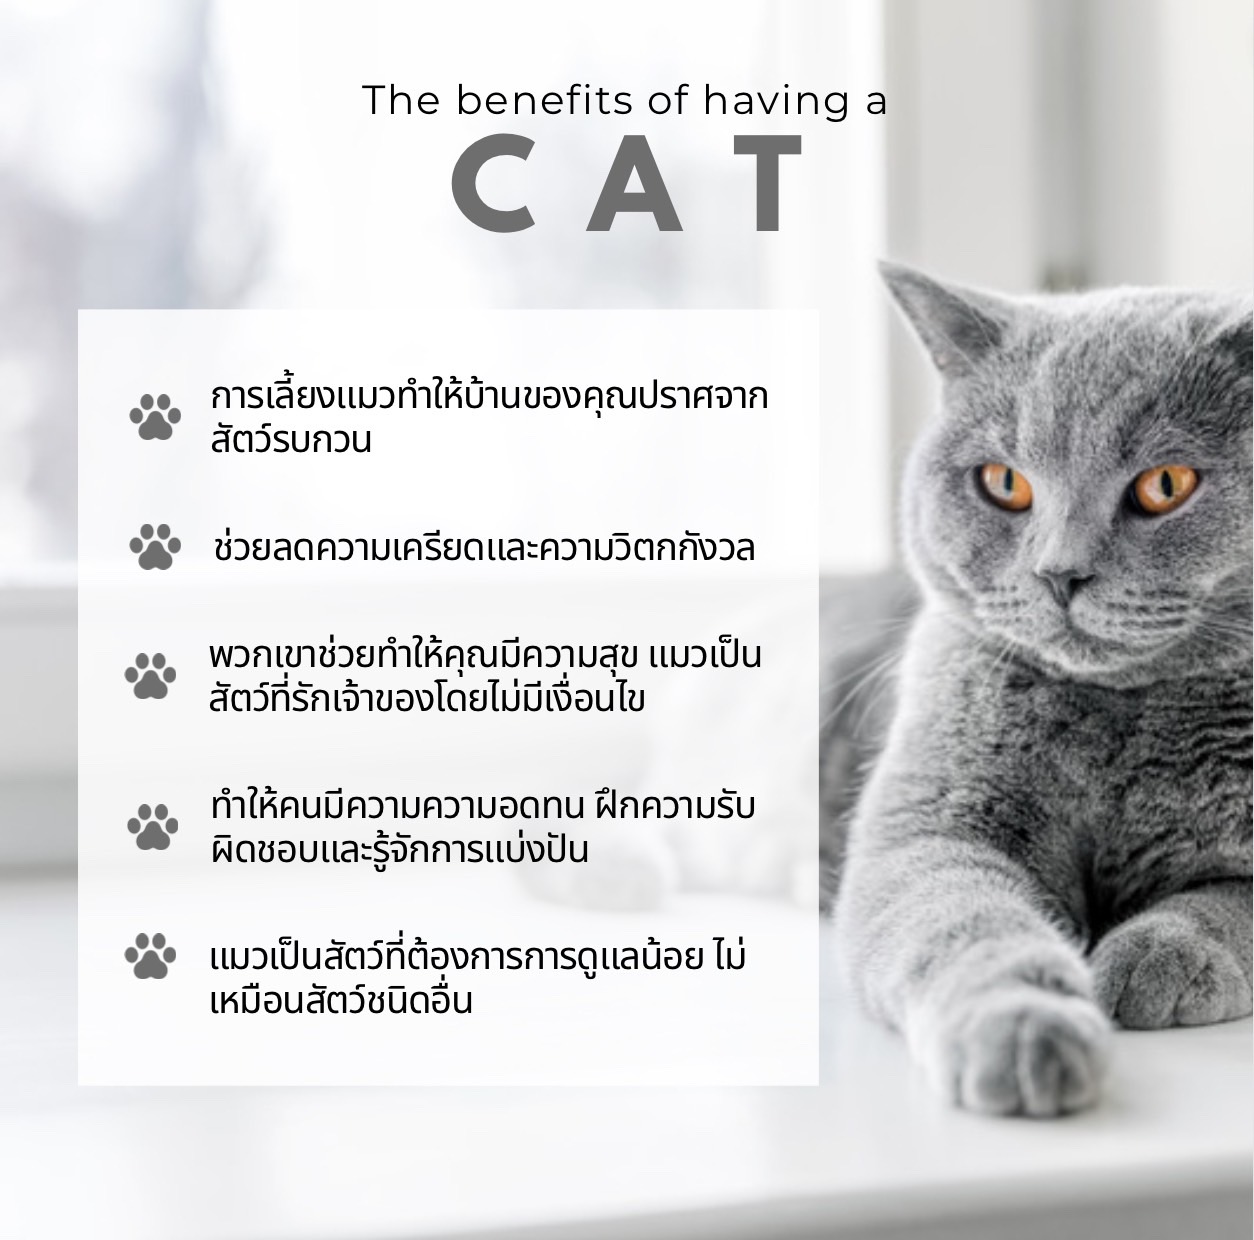 The benefits of having a
CAT
การเลี้ยงแมวทำให้บ้านของคุณปราศจาก
สัตว์รบกวน
ช่วยลดความเครียดและความวิตกกังวล
พวกเขาช่วยทำให้คุณมีความสุข แมวเป็น
สัตว์ที่รักเจ้าของโดยไม่มีเงื่อนไข
ทำให้คนมีความความอดทน ฝึกความรับ
ผิดชอบและรู้จักการแบ่งปัน
แมวเป็นสัตว์ที่ต้องการการดูแลน้อย ไม่
เหมือนสัตว์ชนิดอื่น